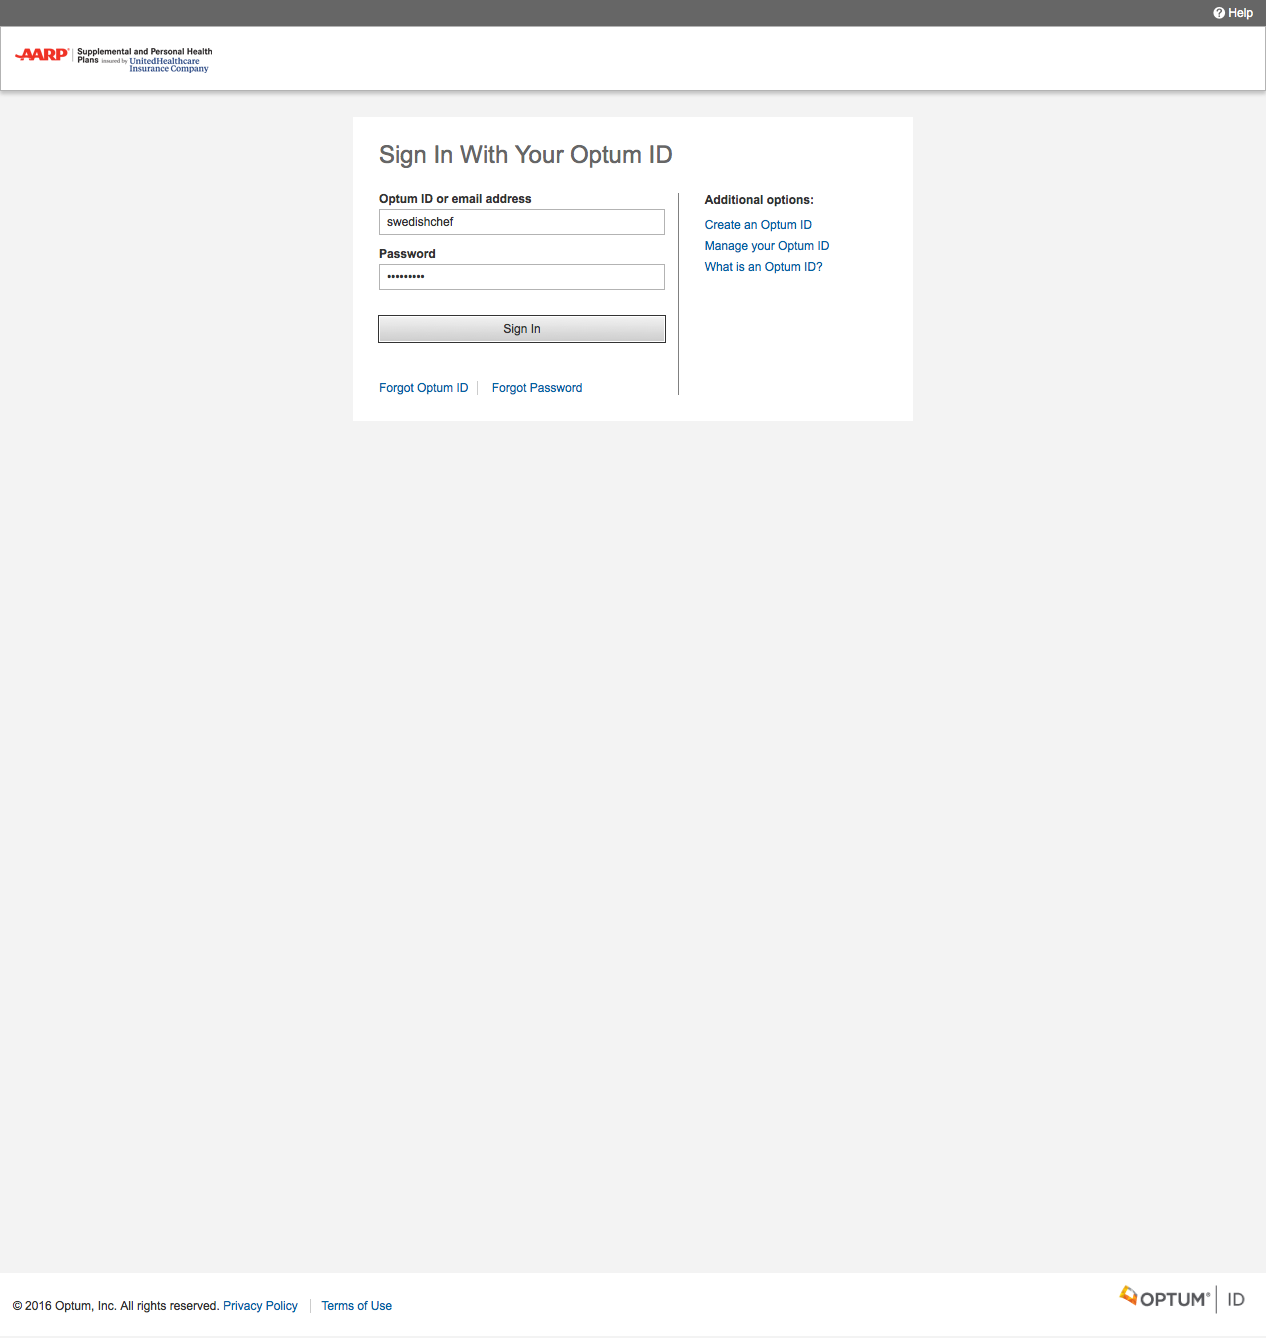 Help
AARP® Supplemental and Personal Health
Plans insured by UnitedHealthcare
Insurance Company
Sign In With Your Optum ID
Optum ID or email address
swedishchef
Password
•••••••••
Sign In
Forgot Optum ID
Forgot Password
Additional options:
Create an Optum ID
Manage your Optum ID
What is an Optum ID?
© 2016 Optum, Inc. All rights reserved. Privacy Policy Terms of Use
OPTUM® ID